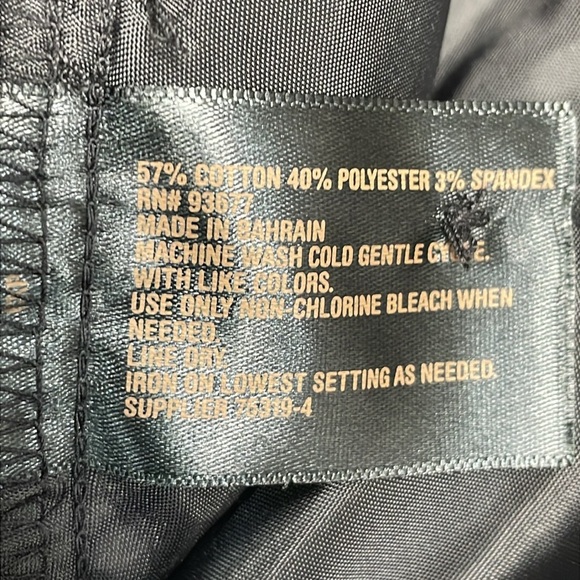 57% COTTON 40% POLYESTER 3% SPANDEX
RN# 93677
MADE IN BAHRAIN
MACHINE WASH COLD GENTLE CYCLE.
WITH LIKE COLORS.
USE ONLY NON-CHLORINE BLEACH WHEN
NEEDED.
LINE DRY.
IRON ON LOWEST SETTING AS NEEDED.
SUPPLIER 75319-4